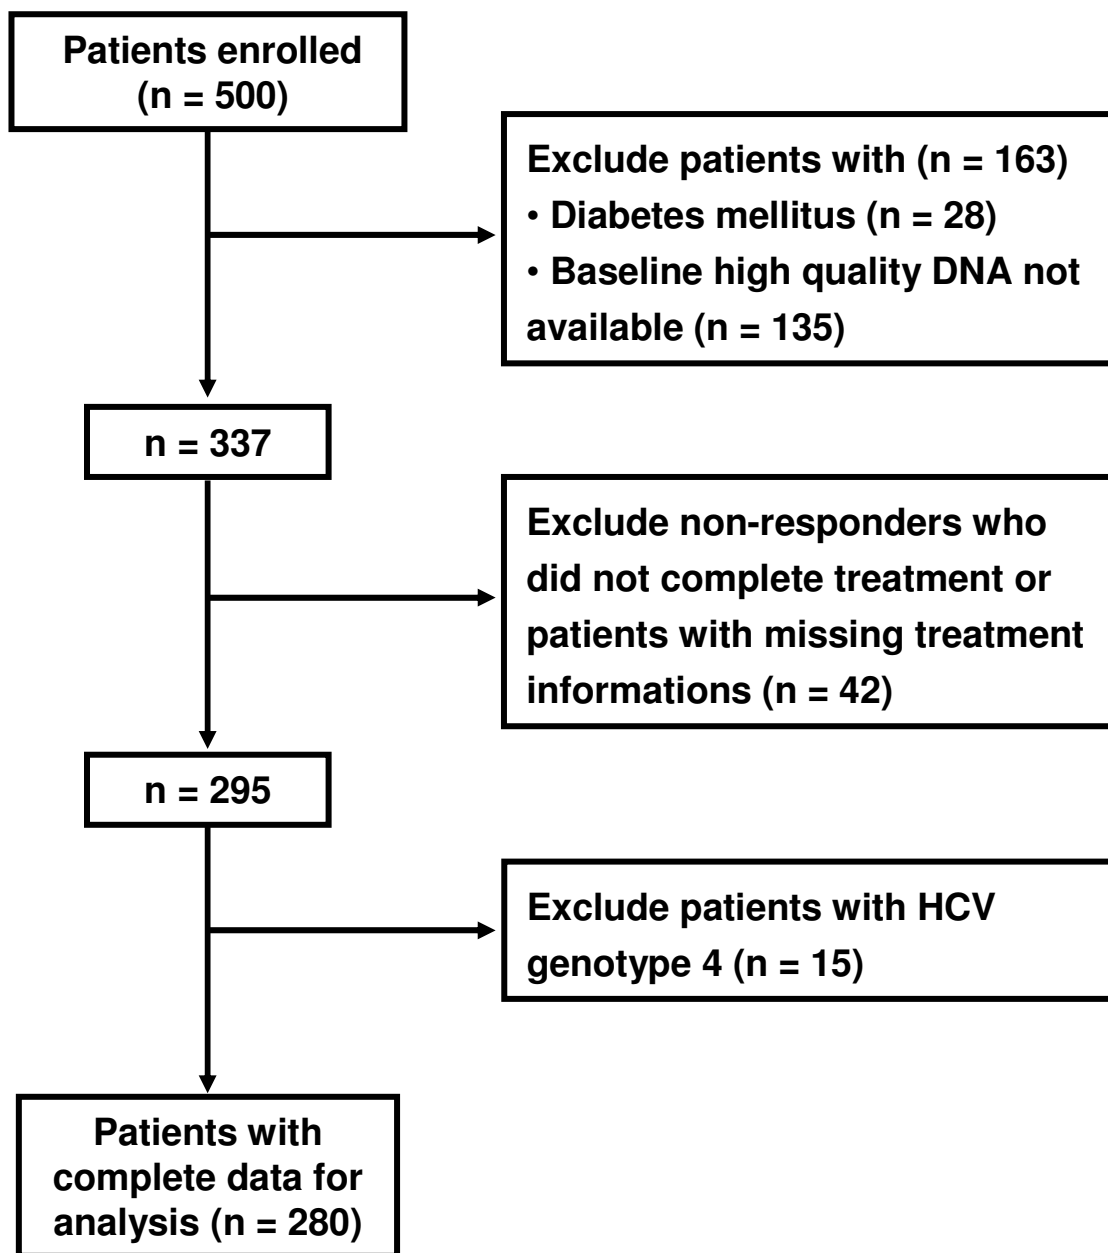 Patients enrolled
(n = 500)
Exclude patients with (n = 163)
• Diabetes mellitus (n = 28)
• Baseline high quality DNA not
available (n = 135)
n = 337
Exclude non-responders who
did not complete treatment or
patients with missing treatment
informations (n = 42)
n = 295
Exclude patients with HCV
genotype 4 (n = 15)
Patients with
complete data for
analysis (n = 280)